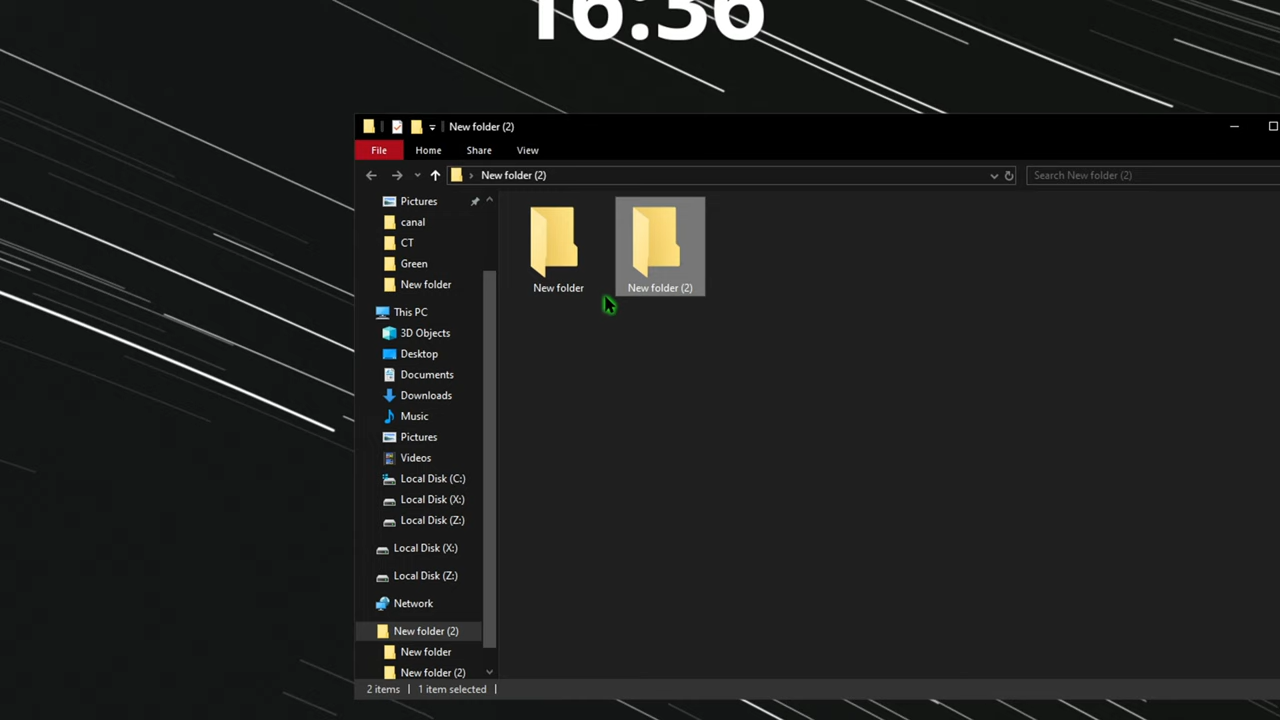 16:36
New folder (2)
File Home Share View
New folder (2)
Search New folder (2)
Pictures
canal
CT
Green
New folder
This PC
3D Objects
Desktop
Documents
Downloads
Music
Pictures
Videos
Local Disk (C:)
Local Disk (X:)
Local Disk (Z:)
Local Disk (X:)
Local Disk (Z:)
Network
New folder (2)
New folder
New folder (2)
New folder
New folder (2)
2 items 1 item selected